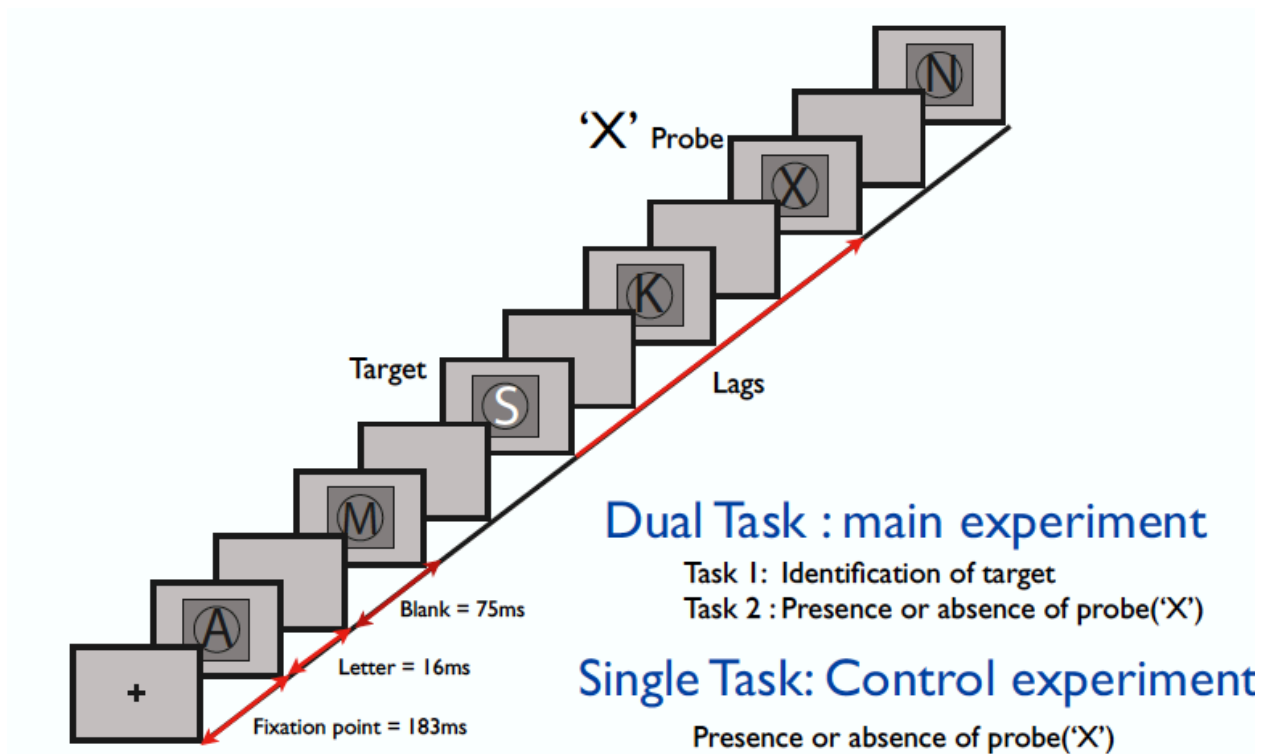 N
‘X’ Probe
X
K
Target
S
Lags
M
Dual Task : main experiment
Task 1: Identification of target
Task 2 : Presence or absence of probe(‘X’)
A
Blank = 75ms
Letter = 16ms
Single Task: Control experiment
+
Fixation point = 183ms
Presence or absence of probe(‘X’)